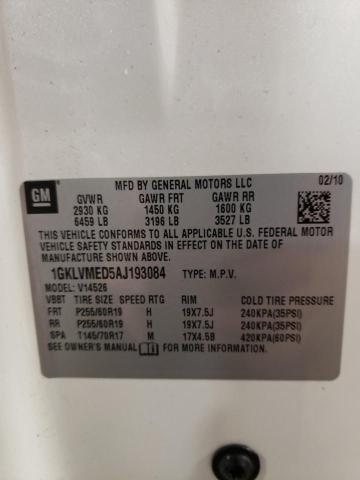 GM
MFD BY GENERAL MOTORS LLC 02/10
GVWR GAWR FRT GAWR RR
2930 KG 1450 KG 1600 KG
6459 LB 3196 LB 3527 LB
THIS VEHICLE CONFORMS TO ALL APPLICABLE U.S. FEDERAL MOTOR
VEHICLE SAFETY STANDARDS IN EFFECT ON THE DATE OF
MANUFACTURE SHOWN ABOVE.
1GKLVMED5AJ193084 TYPE: M.P.V.
MODEL: V14526
VBBT TIRE SIZE SPEED RTG RIM COLD TIRE PRESSURE
FRT P255/60R19 H 19X7.5J 240KPA(35PSI)
RR P255/60R19 H 19X7.5J 240KPA(35PSI)
SPA T145/70R17 M 17X4.5B 420KPA(60PSI)
SEE OWNER'S MANUAL FOR MORE INFORMATION.